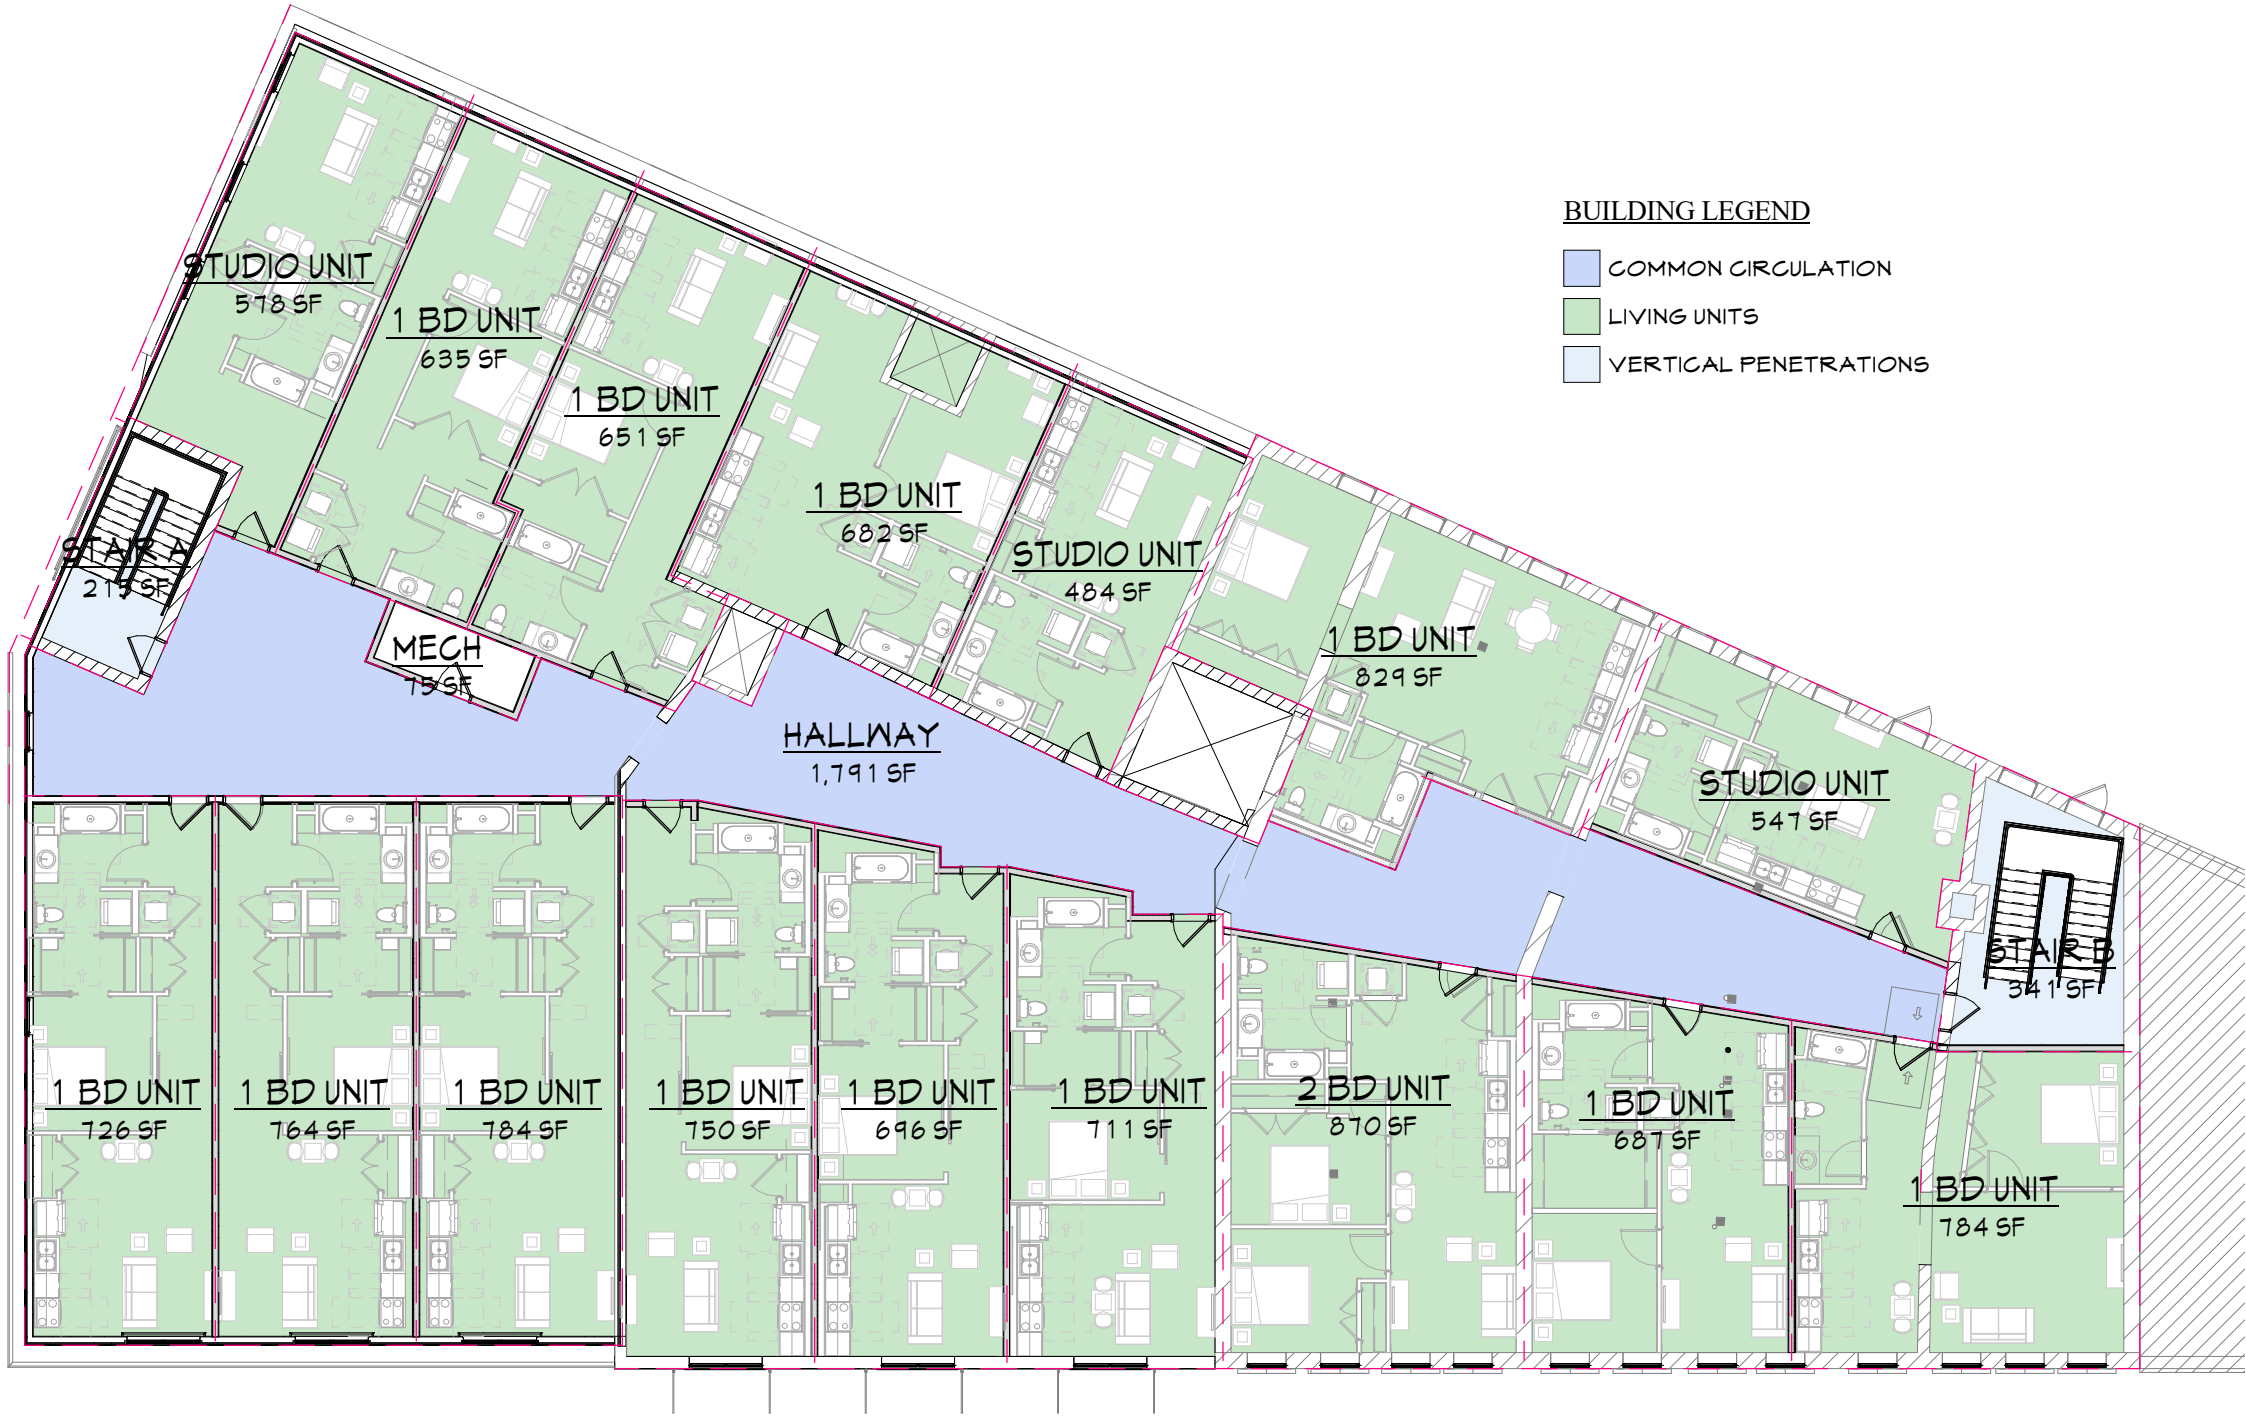 BUILDING LEGEND
COMMON CIRCULATION
LIVING UNITS
VERTICAL PENETRATIONS
STUDIO UNIT
578 SF
1 BD UNIT
635 SF
1 BD UNIT
651 SF
1 BD UNIT
682 SF
STUDIO UNIT
484 SF
1 BD UNIT
829 SF
STUDIO UNIT
547 SF
STAIR A
215 SF
MECH
75 SF
HALLWAY
1,791 SF
STAIR B
341 SF
1 BD UNIT
726 SF
1 BD UNIT
764 SF
1 BD UNIT
784 SF
1 BD UNIT
750 SF
1 BD UNIT
696 SF
1 BD UNIT
711 SF
2 BD UNIT
870 SF
1 BD UNIT
687 SF
1 BD UNIT
784 SF